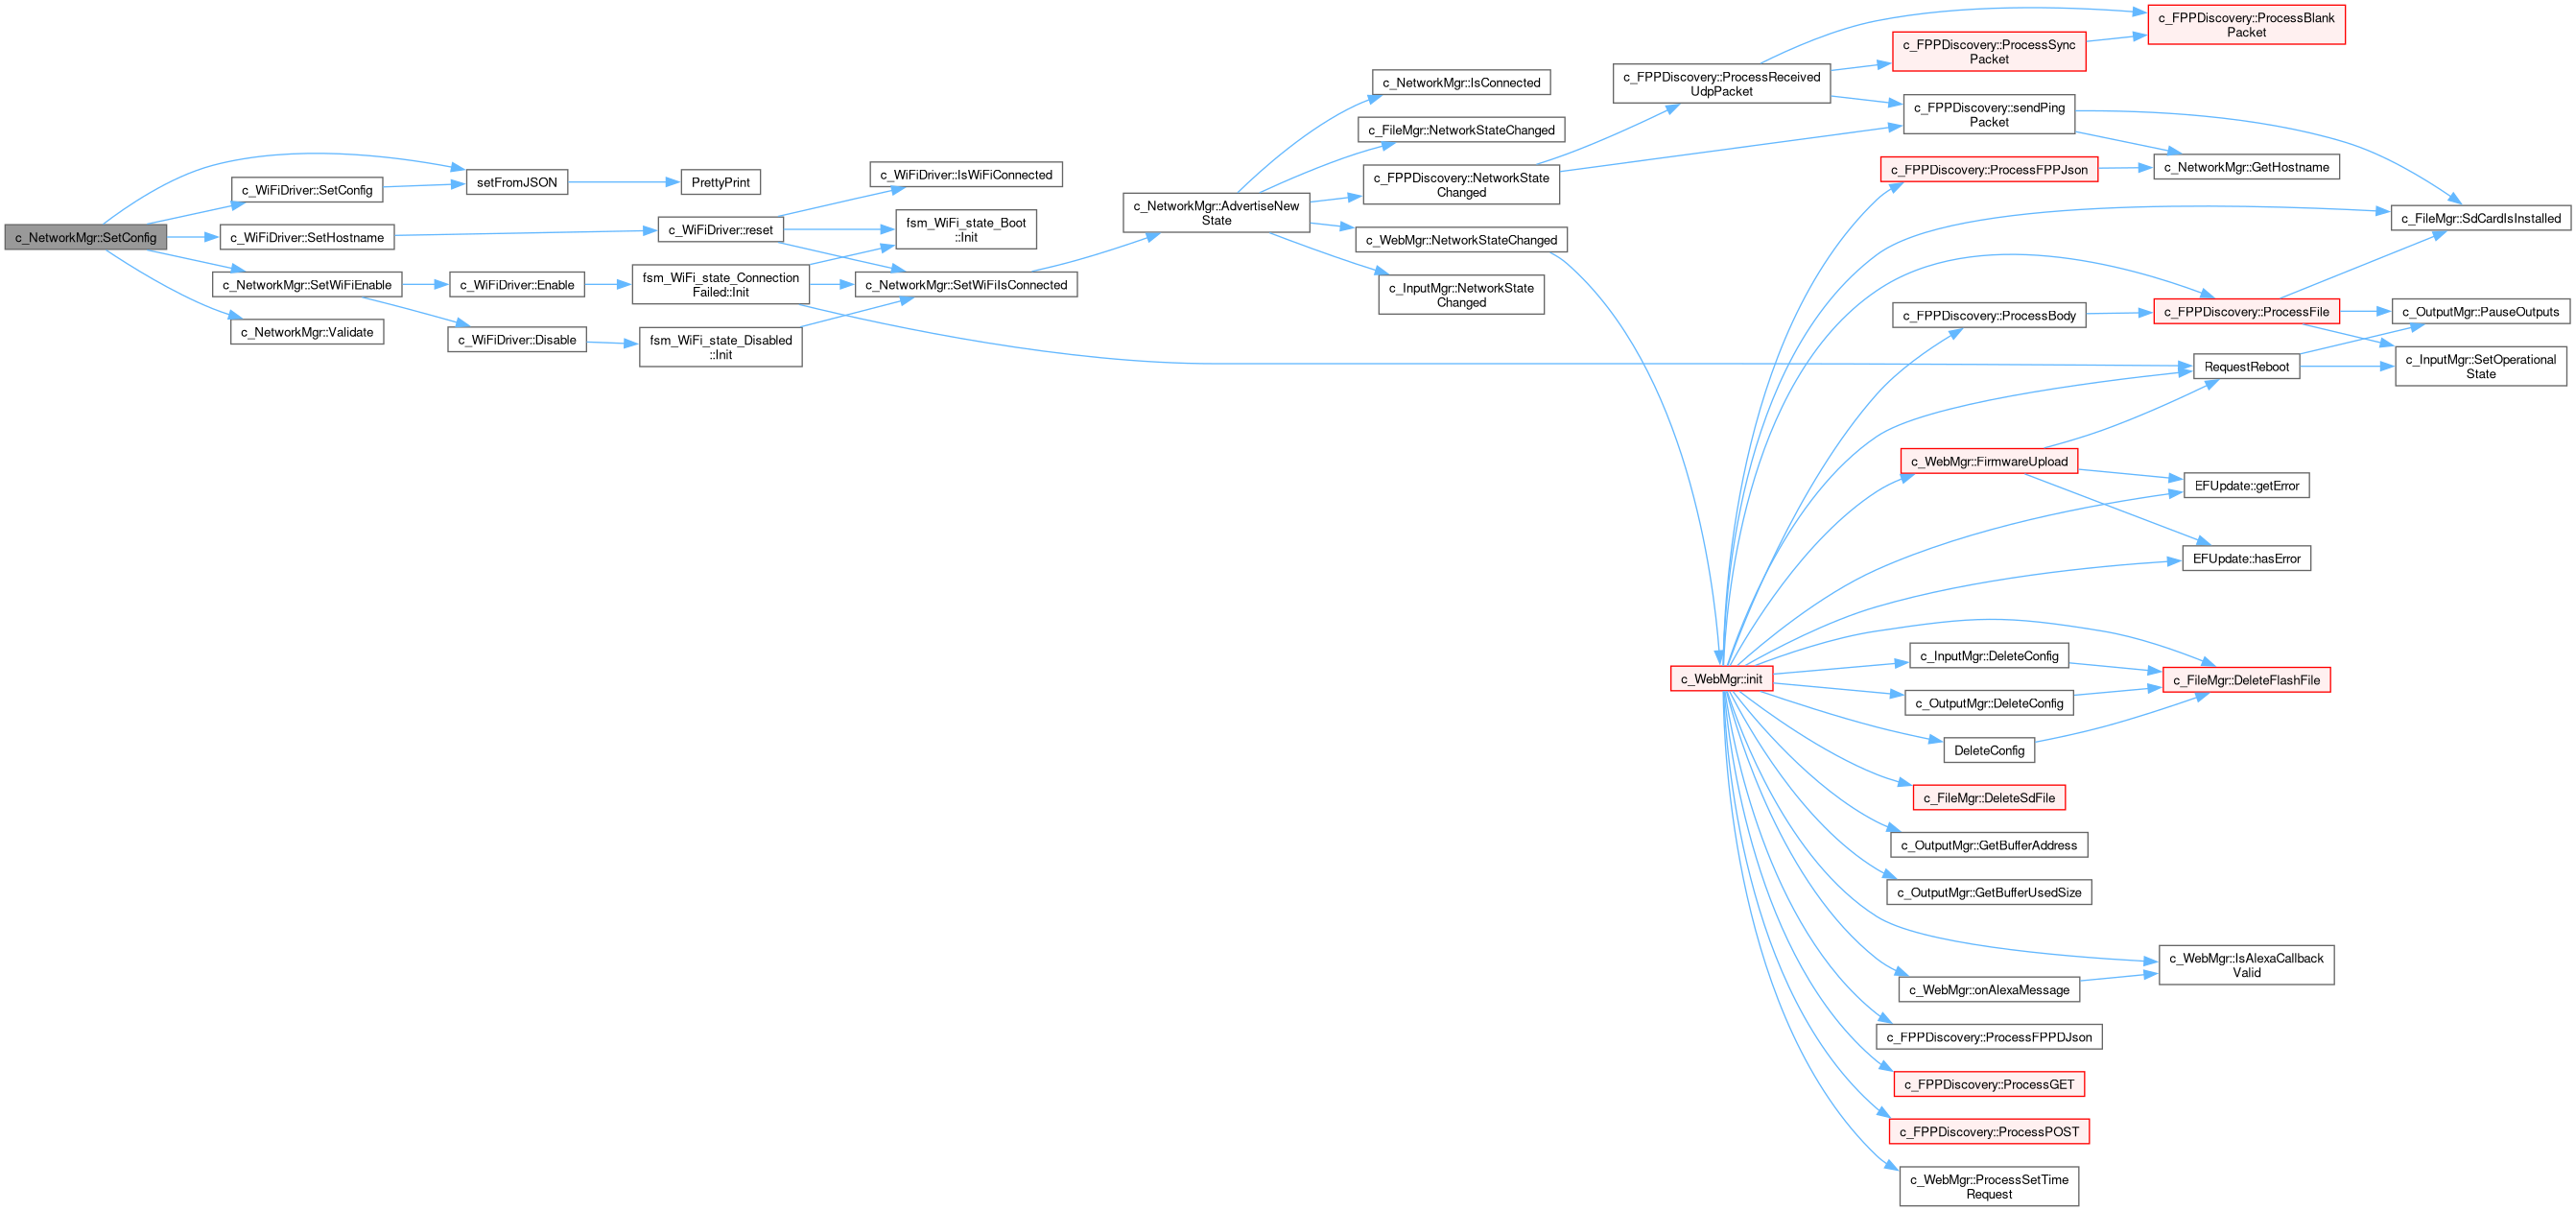 c_NetworkMgr::SetConfig
c_WiFiDriver::SetConfig
c_WiFiDriver::SetHostname
c_NetworkMgr::SetWiFiEnable
c_NetworkMgr::Validate
setFromJSON
c_WiFiDriver::Enable
c_WiFiDriver::Disable
PrettyPrint
c_WiFiDriver::reset
fsm_WiFi_state_Connection
Failed::Init
fsm_WiFi_state_Disabled
::Init
c_WiFiDriver::IsWiFiConnected
fsm_WiFi_state_Boot
::Init
c_NetworkMgr::SetWiFiIsConnected
c_NetworkMgr::AdvertiseNew
State
c_NetworkMgr::IsConnected
c_FileMgr::NetworkStateChanged
c_FPPDiscovery::NetworkState
Changed
c_WebMgr::NetworkStateChanged
c_InputMgr::NetworkState
Changed
c_FPPDiscovery::ProcessReceived
UdpPacket
c_WebMgr::init
c_FPPDiscovery::ProcessSync
Packet
c_FPPDiscovery::sendPing
Packet
c_FPPDiscovery::ProcessFPPJson
c_FPPDiscovery::ProcessBody
c_WebMgr::FirmwareUpload
c_InputMgr::DeleteConfig
c_OutputMgr::DeleteConfig
DeleteConfig
c_FileMgr::DeleteSdFile
c_OutputMgr::GetBufferAddress
c_OutputMgr::GetBufferUsedSize
c_WebMgr::onAlexaMessage
c_FPPDiscovery::ProcessFPPDJson
c_FPPDiscovery::ProcessGET
c_FPPDiscovery::ProcessPOST
c_WebMgr::ProcessSetTime
Request
c_FPPDiscovery::ProcessBlank
Packet
c_NetworkMgr::GetHostname
c_FPPDiscovery::ProcessFile
RequestReboot
EFUpdate::getError
EFUpdate::hasError
c_FileMgr::DeleteFlashFile
c_WebMgr::IsAlexaCallback
Valid
c_FileMgr::SdCardIsInstalled
c_OutputMgr::PauseOutputs
c_InputMgr::SetOperational
State